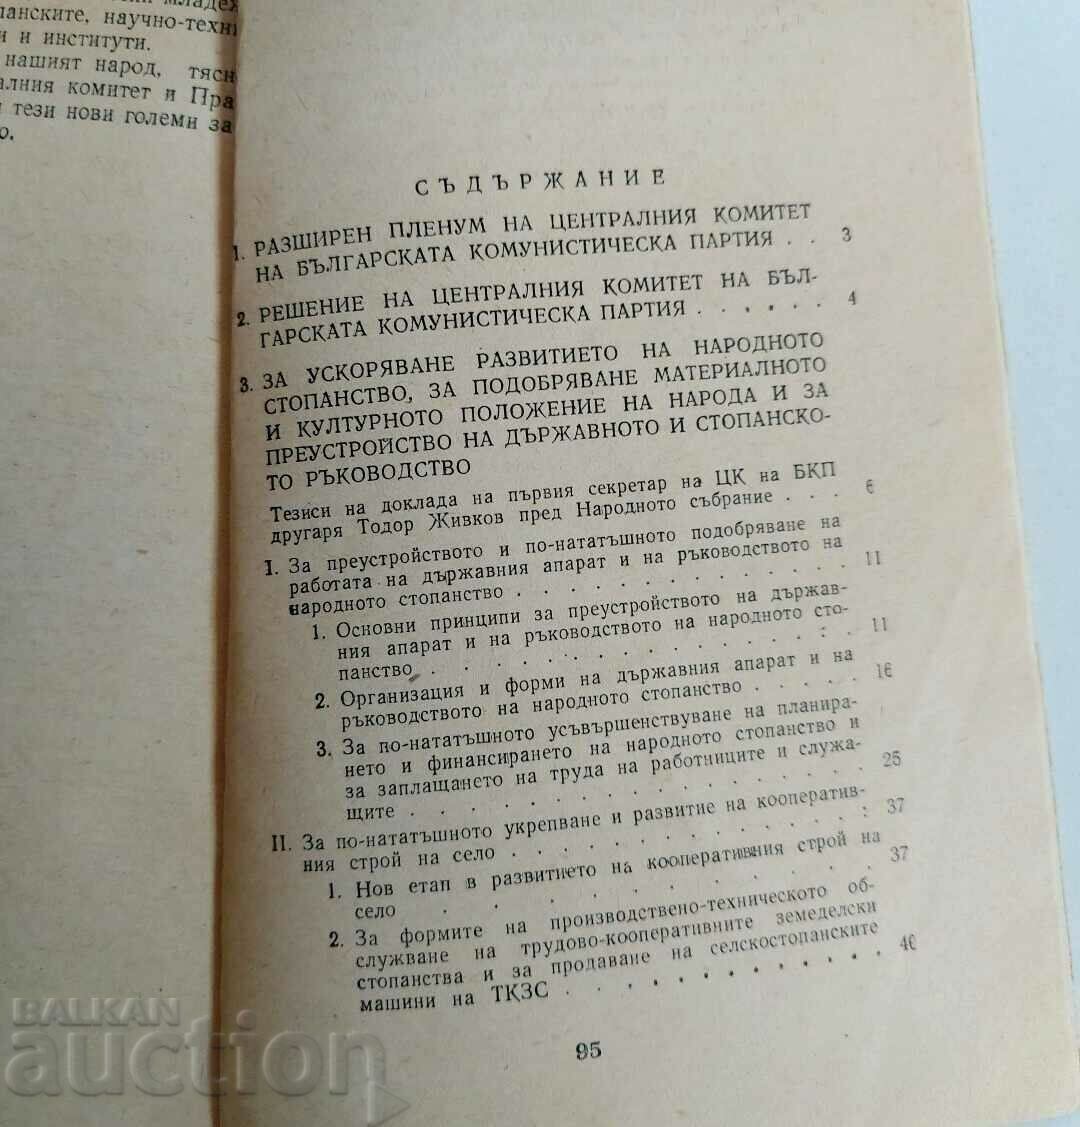 младеж
панските, научно-техни
и и институти.
нашият народ, тясн
алния комитет и Пра
и тези нови големи за
о.
СЪДЪРЖАНИЕ
1. РАЗШИРЕН ПЛЕНУМ НА ЦЕНТРАЛНИЯ КОМИТЕТ
НА БЪЛГАРСКАТА КОМУНИСТИЧЕСКА ПАРТИЯ . . 3
2. РЕШЕНИЕ НА ЦЕНТРАЛНИЯ КОМИТЕТ НА БЪЛ-
ГАРСКАТА КОМУНИСТИЧЕСКА ПАРТИЯ . . . . . . 4
3. ЗА УСКОРЯВАНЕ РАЗВИТИЕТО НА НАРОДНОТО
СТОПАНСТВО, ЗА ПОДОБРЯВАНЕ МАТЕРИАЛНОТО
И КУЛТУРНОТО ПОЛОЖЕНИЕ НА НАРОДА И ЗА
ПРЕУСТРОЙСТВО НА ДЪРЖАВНОТО И СТОПАНСКО-
ТО РЪКОВОДСТВО
Тезиси на доклада на първия секретар на ЦК на БКП
другаря Тодор Живков пред Народното събрание . . . 6
I. За преустройството и по-нататъшното подобряване на
работата на държавния апарат и на ръководството на
народното стопанство . . . . . . . . . . . 11
1. Основни принципи за преустройството на държав-
ния апарат и на ръководството на народното сто-
панство . . . . . . . . . . . . . . 11
2. Организация и форми на държавния апарат и на
ръководството на народното стопанство . . . . . 16
3. За по-нататъшното усъвършенствуване на планира-
нето и финансирането на народното стопанство и
за заплащането на труда на работниците и служа-
щите . . . . . . . . . . . . . . . 25
II. За по-нататъшното укрепване и развитие на кооператив-
ния строй на село . . . . . . . . . . . . 37
1. Нов етап в развитието на кооперативния строй на
село . . . . . . . . . . . . . . . 37
2. За формите на производствено-техническото об-
служване на трудово-кооперативните земеделски
стопанства и за продаване на селскостопанските
машини на ТКЗС . . . . . . . . . . . 46
95
BALKAN
auction